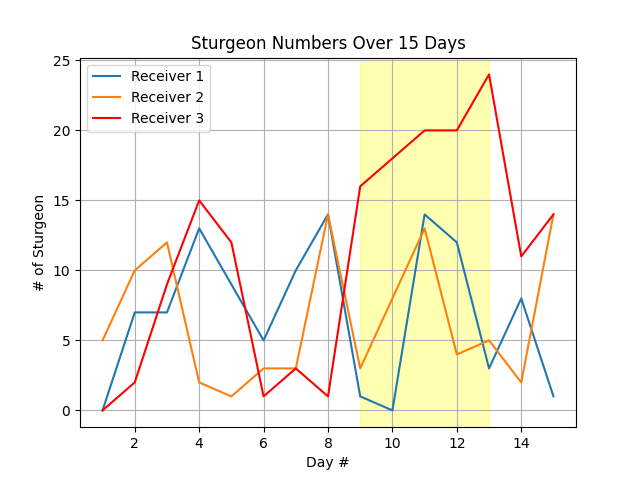 Sturgeon Numbers Over 15 Days
25
20
15
10
5
0
# of Sturgeon
Receiver 1
Receiver 2
Receiver 3
2 4 6 8 10 12 14
Day #